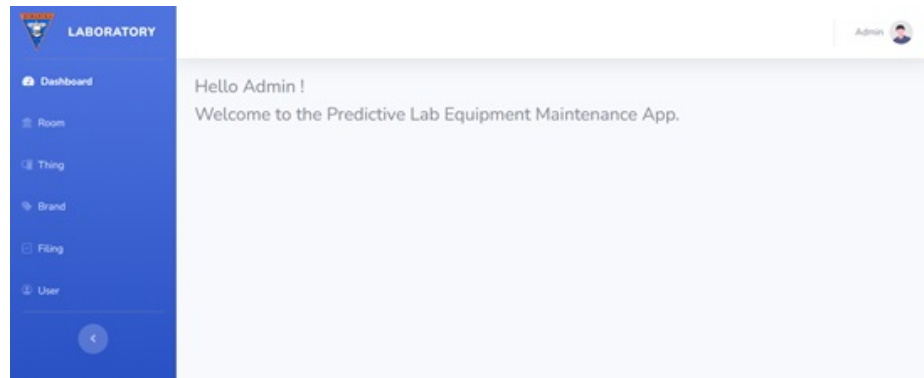 LABORATORY
Admin
Dashboard
Room
Thing
Brand
Filing
User
Hello Admin !
Welcome to the Predictive Lab Equipment Maintenance App.